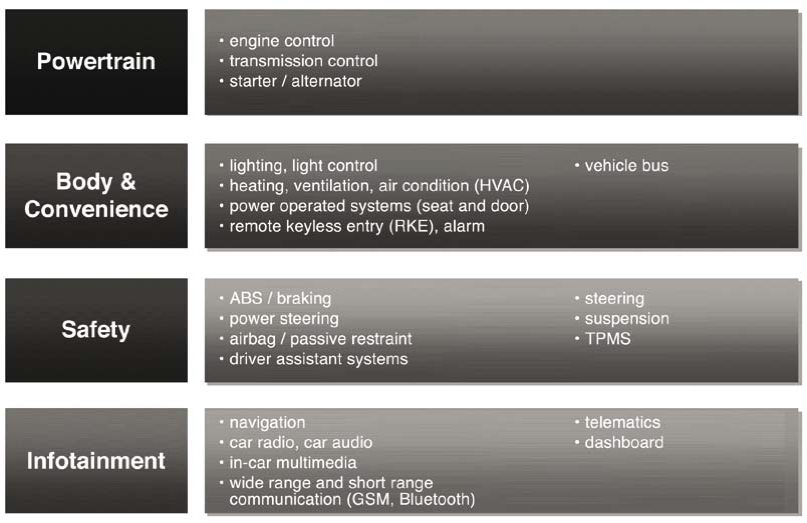 Powertrain
• engine control
• transmission control
• starter / alternator
Body &
Convenience
• lighting, light control
• heating, ventilation, air condition (HVAC)
• power operated systems (seat and door)
• remote keyless entry (RKE), alarm
• vehicle bus
Safety
• ABS / braking
• power steering
• airbag / passive restraint
• driver assistant systems
• steering
• suspension
• TPMS
Infotainment
• navigation
• car radio, car audio
• in-car multimedia
• wide range and short range
communication (GSM, Bluetooth)
• telematics
• dashboard